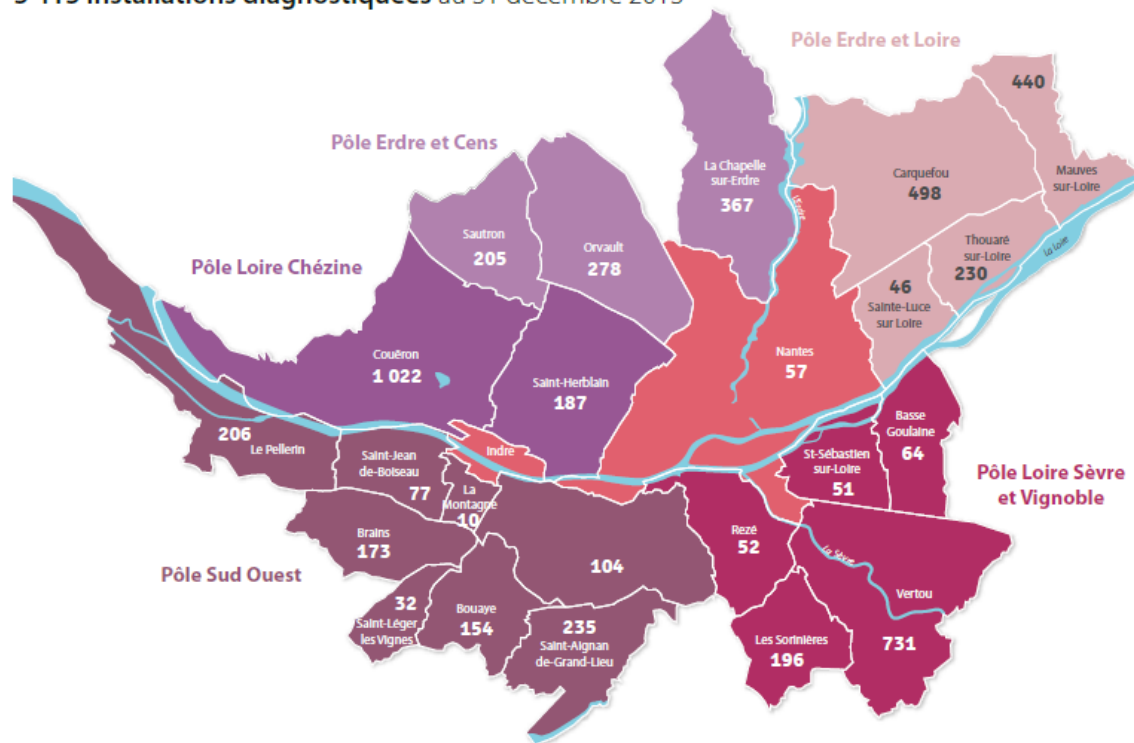 5 415 installations diagnostiquées au 31 décembre
Pôle Erdre et Loire
440
Pôle Erdre et Cens
La Chapelle
sur-Erdre
367
Carquefou
498
Mauves
sur-Loire
L'Erdre
Sautron
205
Orvault
278
Thouaré
sur-Loire
230
La Loire
Pôle Loire Chézine
46
Sainte-Luce
sur Loire
Couëron
1 022
Saint-Herblain
187
Nantes
57
Basse
Goulaine
64
206
Le Pellerin
Saint-Jean
de-Boiseau
77
Indre
La
Montagne
10
St-Sébastien
sur-Loire
51
Pôle Loire Sèvre
et Vignoble
Brains
173
Rezé
52
La Sèvre
Pôle Sud Ouest
104
Vertou
731
32
Saint-Léger
les Vignes
Bouaye
154
235
Saint-Aignan
de-Grand-Lieu
Les Sorinières
196